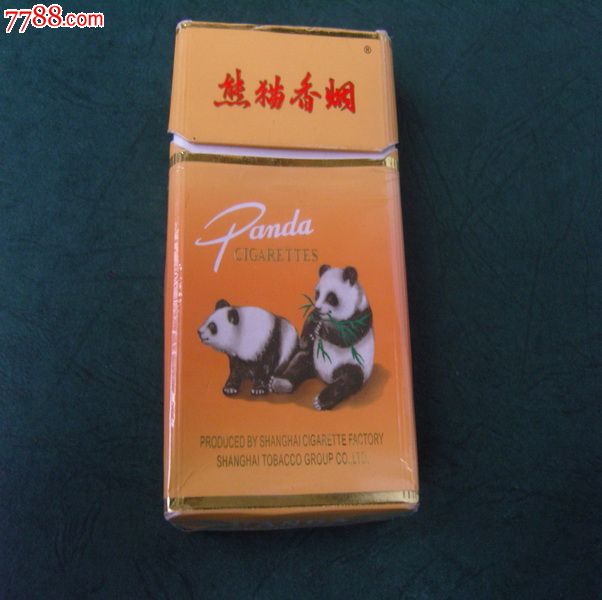 7788.com
®
熊猫香烟
Panda
CIGARETTES
PRODUCED BY SHANGHAI CIGARETTE FACTORY
SHANGHAI TOBACCO GROUP CO.,LTD.